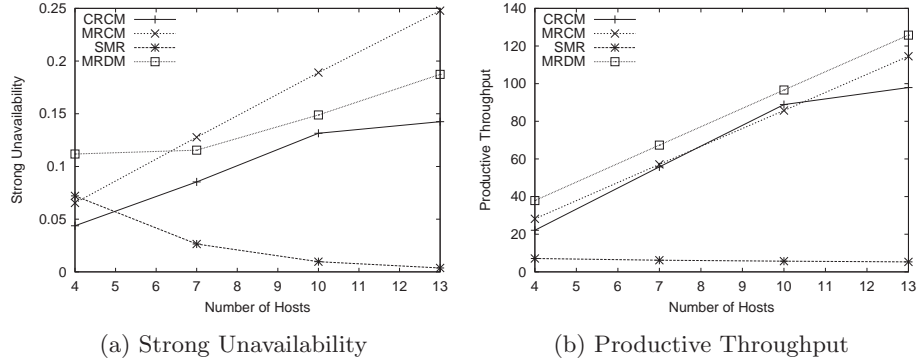 0.25
0.2
0.15
0.1
0.05
0
4 5 6 7 8 9 10 11 12 13
Strong Unavailability
Number of Hosts
CRCM
MRCM
SMR
MRDM
(a) Strong Unavailability
140
120
100
80
60
40
20
0
4 5 6 7 8 9 10 11 12 13
Productive Throughput
Number of Hosts
CRCM
MRCM
SMR
MRDM
(b) Productive Throughput